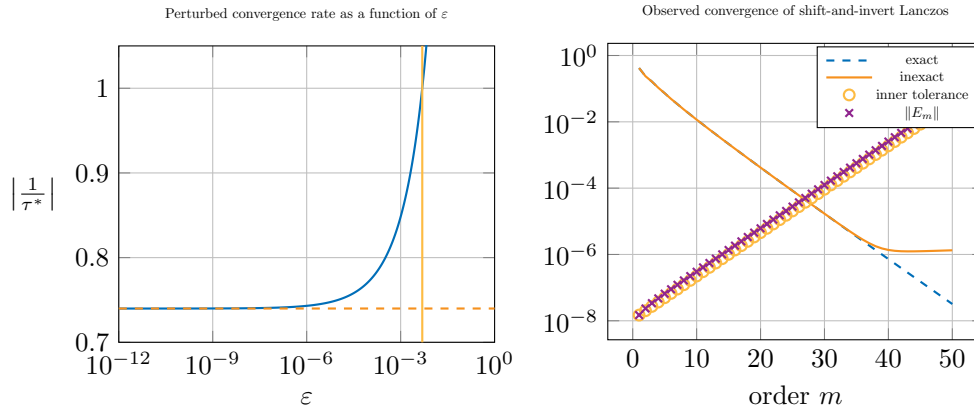 Perturbed convergence rate as a function of ε
1
0.9
|1/τ*|
0.8
0.7
10^−12 10^−9 10^−6 10^−3 10^0
ε
Observed convergence of shift-and-invert Lanczos
10^0
exact
inexact
inner tolerance
‖E_m‖
10^−2
10^−4
10^−6
10^−8
0 10 20 30 40 50
order m